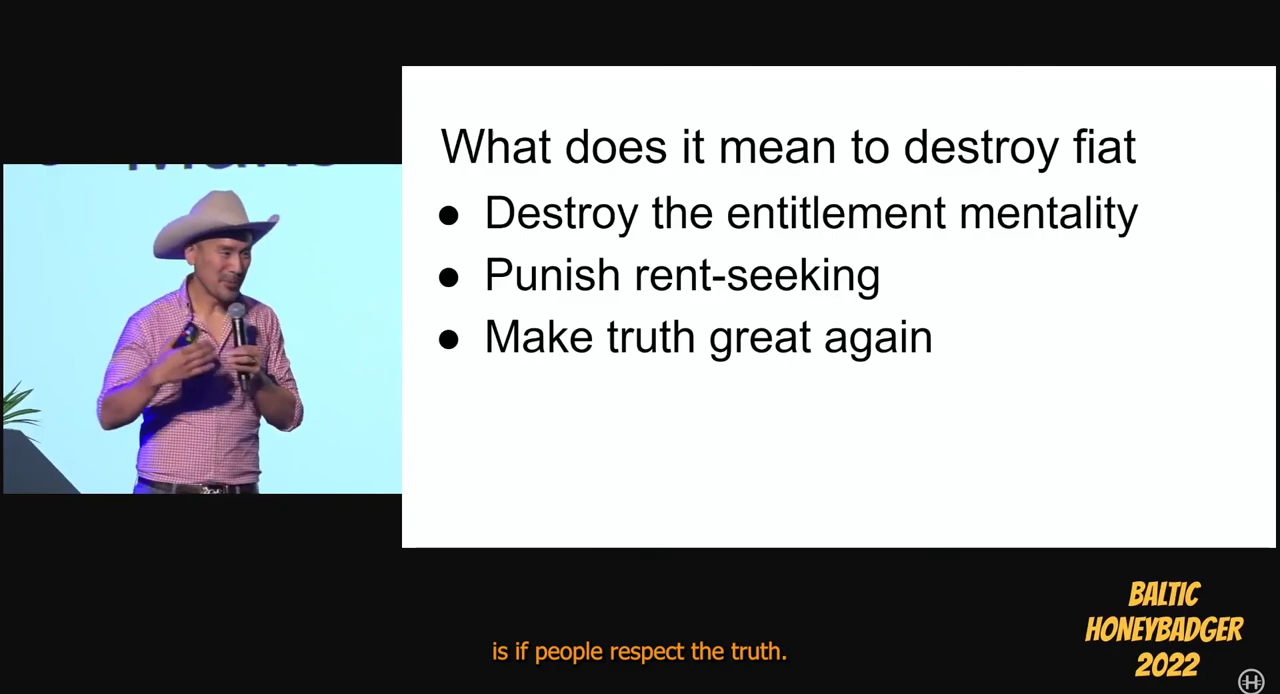 What does it mean to destroy fiat
● Destroy the entitlement mentality
● Punish rent-seeking
● Make truth great again
is if people respect the truth.
BALTIC
HONEYBADGER
2022